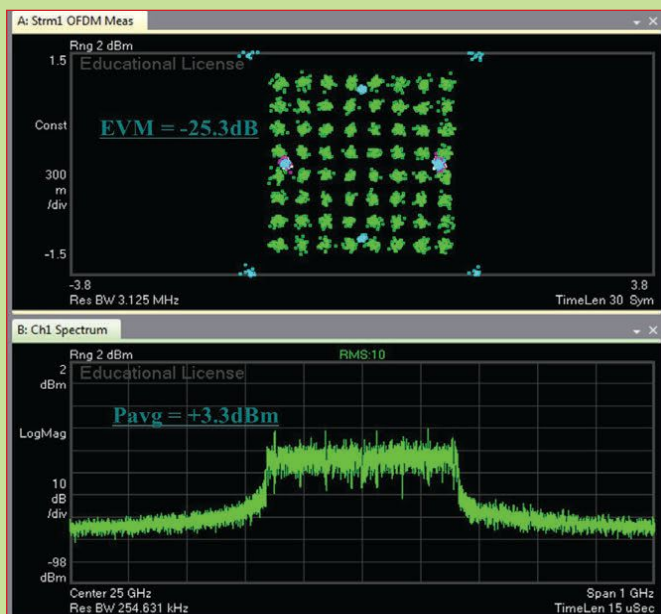 A: Strm1 OFDM Meas
Rng 2 dBm
1.5
Educational License
EVM = -25.3dB
Const
300
m
/div
-1.5
-3.8
3.8
Res BW 3.125 MHz
TimeLen 30 Sym
B: Ch1 Spectrum
Rng 2 dBm
RMS:10
2
dBm
Educational License
Pavg = +3.3dBm
LogMag
10
dB
/div
-98
dBm
Center 25 GHz
Span 1 GHz
Res BW 254.631 kHz
TimeLen 15 uSec